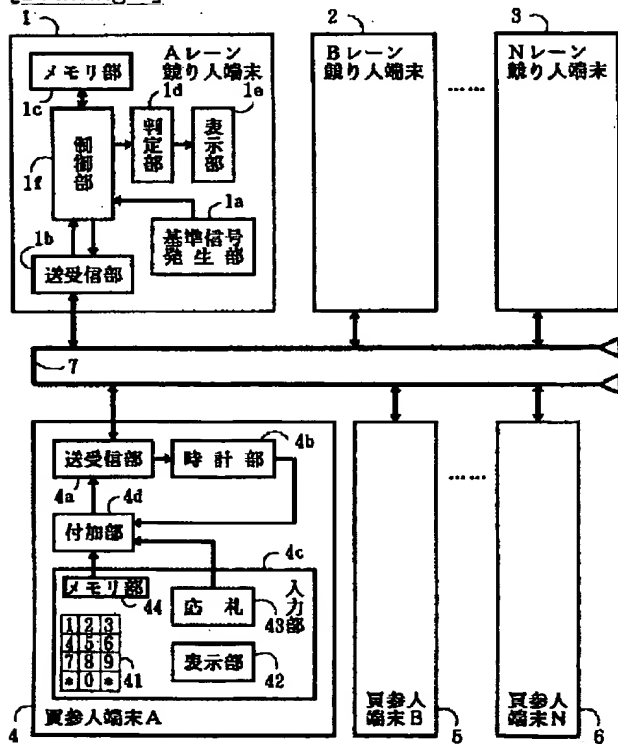 1
2
3
Aレーン
競り人端末
メモリ部
1c
1d
1e
制御部
判定部
表示部
1f
1a
基準信号
発生部
1b
送受信部
Bレーン
競り人端末
……
Nレーン
競り人端末
7
送受信部
時計部
4b
4a
4d
付加部
4c
メモリ部
44
応札
43
入力部
1 2 3
4 5 6
7 8 9
* 0 *
41
表示部
42
4
買参人端末A
……
買参人
端末B
5
買参人
端末N
6